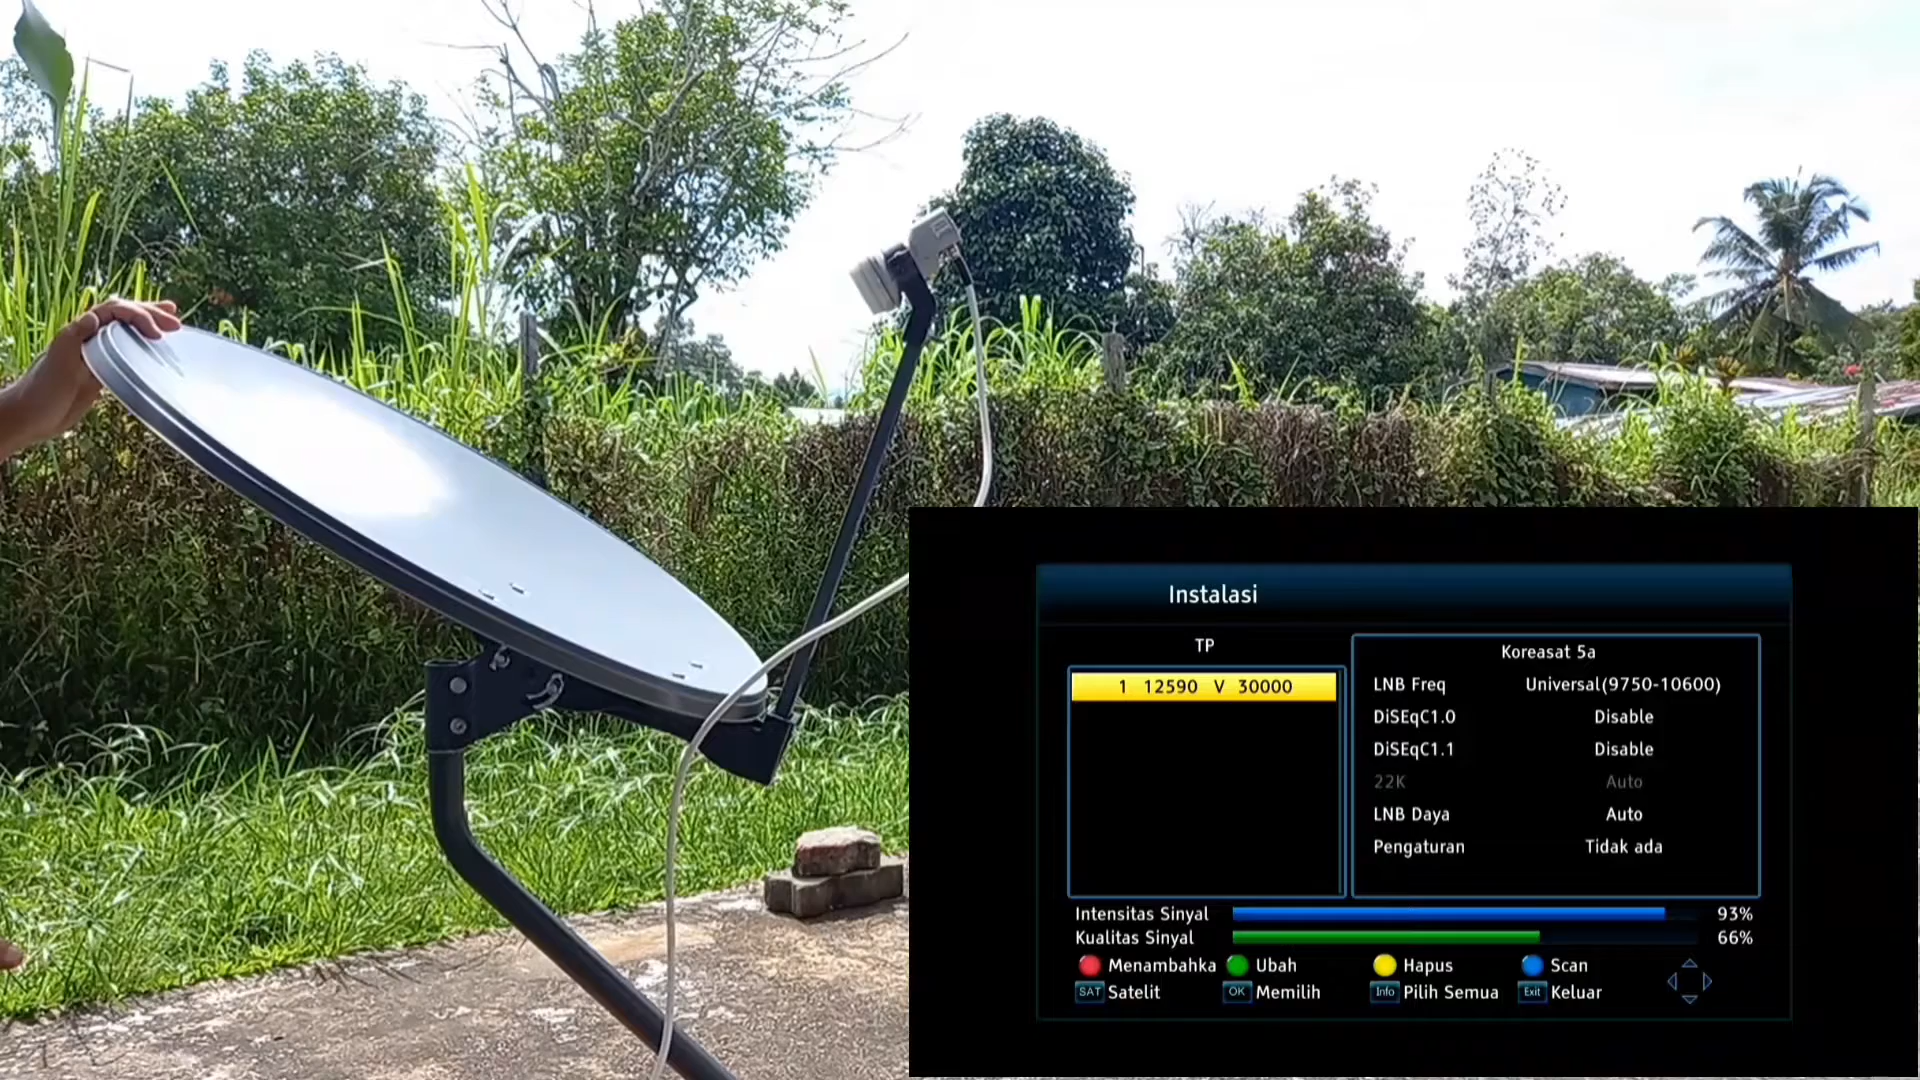 Instalasi
TP
1 12590 V 30000
Koreasat 5a
LNB Freq Universal(9750-10600)
DiSEqC1.0 Disable
DiSEqC1.1 Disable
22K Auto
LNB Daya Auto
Pengaturan Tidak ada
Intensitas Sinyal 93%
Kualitas Sinyal 66%
Menambahka Ubah Hapus Scan
SAT Satelit OK Memilih Info Pilih Semua Exit Keluar